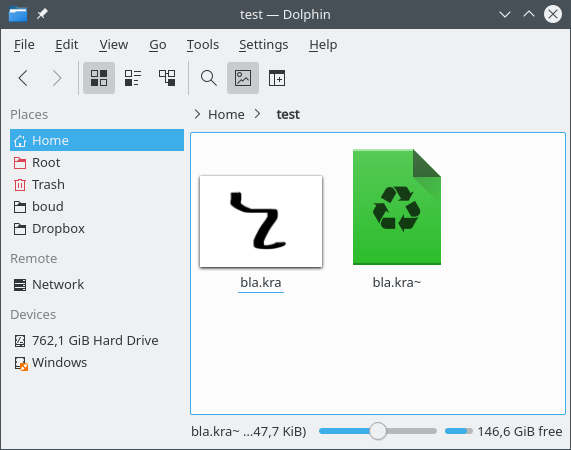 test — Dolphin
File Edit View Go Tools Settings Help
Places
Home
Root
Trash
boud
Dropbox
Remote
Network
Devices
762,1 GiB Hard Drive
Windows
Home test
bla.kra
bla.kra~
bla.kra~ ...47,7 KiB)
146,6 GiB free